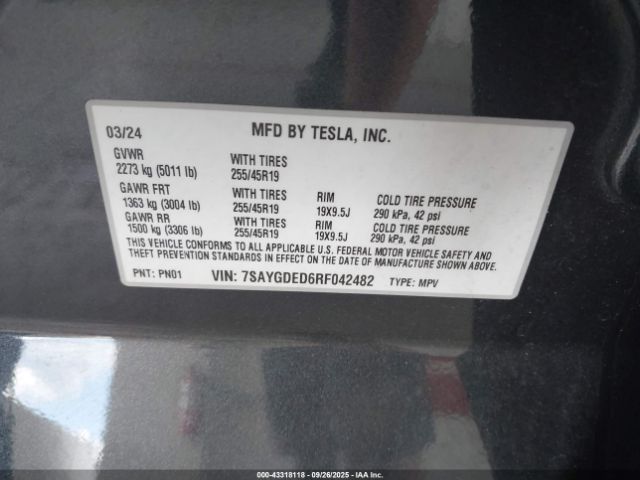 03/24 MFD BY TESLA, INC.
GVWR
2273 kg (5011 lb) WITH TIRES 255/45R19
GAWR FRT
1363 kg (3004 lb) WITH TIRES 255/45R19 RIM 19X9.5J COLD TIRE PRESSURE 290 kPa, 42 psi
GAWR RR
1500 kg (3306 lb) WITH TIRES 255/45R19 RIM 19X9.5J COLD TIRE PRESSURE 290 kPa, 42 psi
THIS VEHICLE CONFORMS TO ALL APPLICABLE U.S. FEDERAL MOTOR VEHICLE SAFETY AND
THEFT PREVENTION STANDARDS IN EFFECT ON THE DATE OF MANUFACTURE SHOWN ABOVE.
PNT: PN01 VIN: 7SAYGDED6RF042482 TYPE: MPV
000-43318118 - 09/26/2025 - IAA Inc.